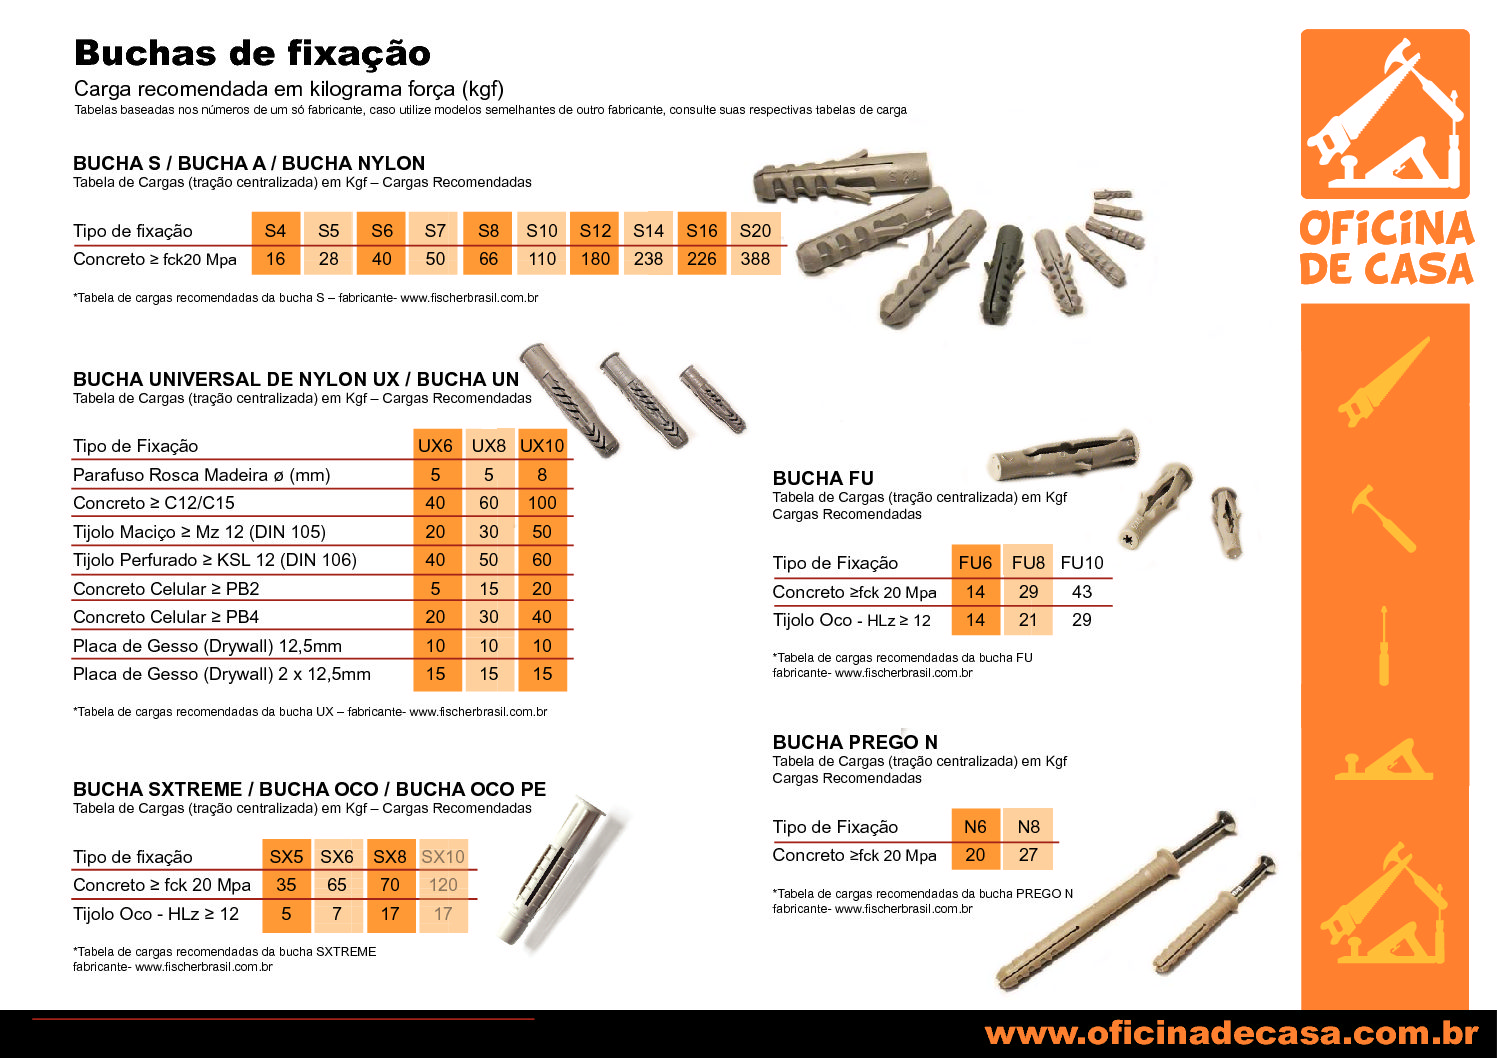 Buchas de fixação
Carga recomendada em kilograma força (kgf)
Tabelas baseadas nos números de um só fabricante, caso utilize modelos semelhantes de outro fabricante, consulte suas respectivas tabelas de carga
BUCHA S / BUCHA A / BUCHA NYLON
Tabela de Cargas (tração centralizada) em Kgf – Cargas Recomendadas
Tipo de fixação S4 S5 S6 S7 S8 S10 S12 S14 S16 S20
Concreto ≥ fck20 Mpa 16 28 40 50 66 110 180 238 226 388
*Tabela de cargas recomendadas da bucha S – fabricante- www.fischerbrasil.com.br
BUCHA UNIVERSAL DE NYLON UX / BUCHA UN
Tabela de Cargas (tração centralizada) em Kgf – Cargas Recomendadas
Tipo de Fixação UX6 UX8 UX10
Parafuso Rosca Madeira ø (mm) 5 5 8
Concreto ≥ C12/C15 40 60 100
Tijolo Maciço ≥ Mz 12 (DIN 105) 20 30 50
Tijolo Perfurado ≥ KSL 12 (DIN 106) 40 50 60
Concreto Celular ≥ PB2 5 15 20
Concreto Celular ≥ PB4 20 30 40
Placa de Gesso (Drywall) 12,5mm 10 10 10
Placa de Gesso (Drywall) 2 x 12,5mm 15 15 15
*Tabela de cargas recomendadas da bucha UX – fabricante- www.fischerbrasil.com.br
BUCHA SXTREME / BUCHA OCO / BUCHA OCO PE
Tabela de Cargas (tração centralizada) em Kgf – Cargas Recomendadas
Tipo de fixação SX5 SX6 SX8 SX10
Concreto ≥ fck 20 Mpa 35 65 70 120
Tijolo Oco - HLz ≥ 12 5 7 17 17
*Tabela de cargas recomendadas da bucha SXTREME
fabricante- www.fischerbrasil.com.br
BUCHA FU
Tabela de Cargas (tração centralizada) em Kgf
Cargas Recomendadas
Tipo de Fixação FU6 FU8 FU10
Concreto ≥fck 20 Mpa 14 29 43
Tijolo Oco - HLz ≥ 12 14 21 29
*Tabela de cargas recomendadas da bucha FU
fabricante- www.fischerbrasil.com.br
BUCHA PREGO N
Tabela de Cargas (tração centralizada) em Kgf
Cargas Recomendadas
Tipo de Fixação N6 N8
Concreto ≥fck 20 Mpa 20 27
*Tabela de cargas recomendadas da bucha PREGO N
fabricante- www.fischerbrasil.com.br
OFiCiNA
DE CASA
www.oficinadecasa.com.br